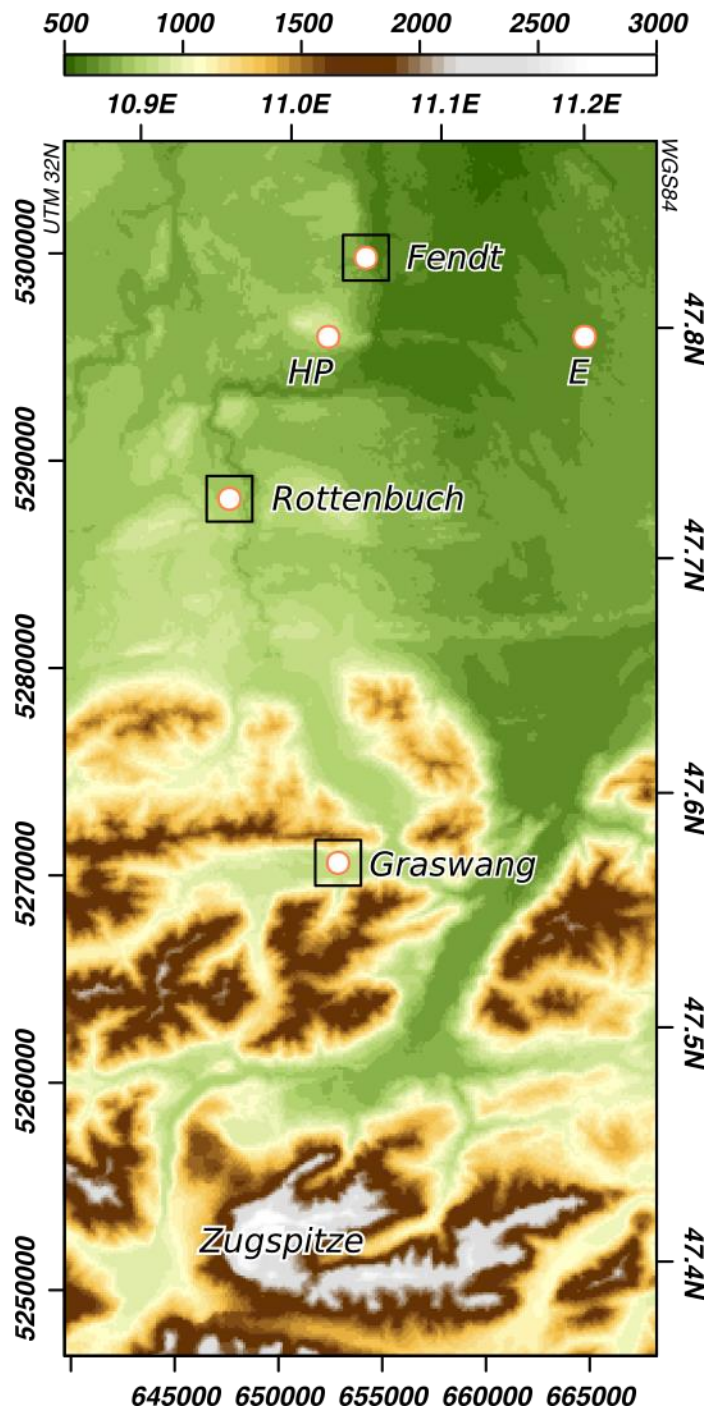 500 1000 1500 2000 2500 3000
10.9E 11.0E 11.1E 11.2E
UTM 32N
WGS84
5300000
Fendt
47.8N
HP
E
5290000
Rottenbuch
47.7N
5280000
47.6N
5270000
Graswang
47.5N
5260000
Zugspitze
47.4N
5250000
645000 650000 655000 660000 665000